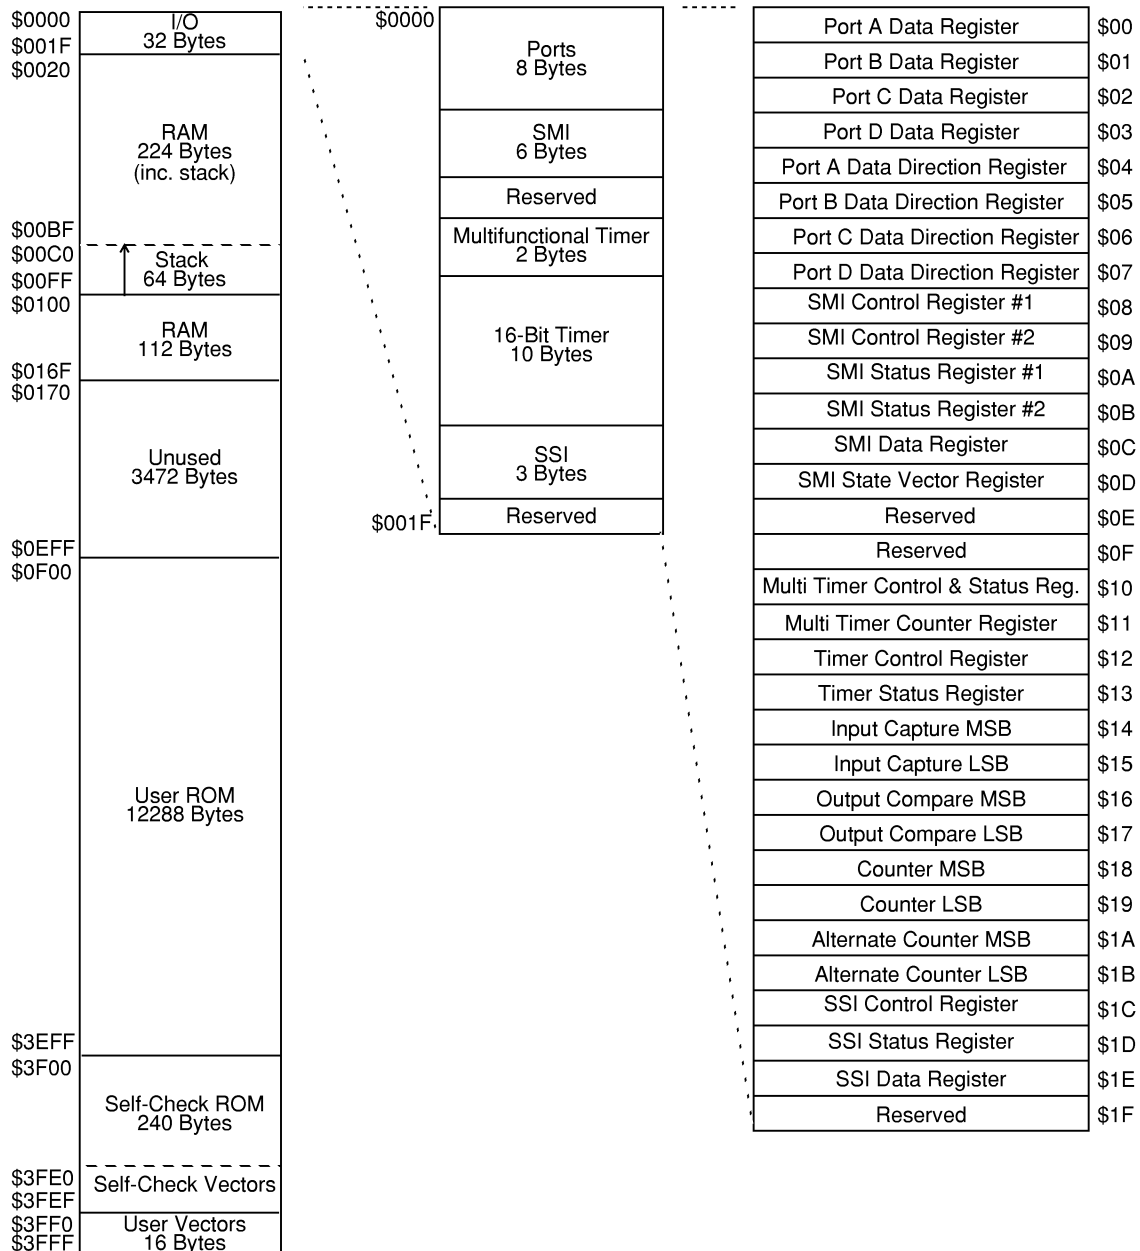 $0000
I/O
32 Bytes
$001F
$0020
RAM
224 Bytes
(inc. stack)
$00BF
$00C0
Stack
64 Bytes
$00FF
$0100
RAM
112 Bytes
$016F
$0170
Unused
3472 Bytes
$0EFF
$0F00
User ROM
12288 Bytes
$3EFF
$3F00
Self-Check ROM
240 Bytes
$3FE0
Self-Check Vectors
$3FEF
$3FF0
User Vectors
16 Bytes
$3FFF
$0000
Ports
8 Bytes
SMI
6 Bytes
Reserved
Multifunctional Timer
2 Bytes
16-Bit Timer
10 Bytes
SSI
3 Bytes
Reserved
$001F
Port A Data Register $00
Port B Data Register $01
Port C Data Register $02
Port D Data Register $03
Port A Data Direction Register $04
Port B Data Direction Register $05
Port C Data Direction Register $06
Port D Data Direction Register $07
SMI Control Register #1 $08
SMI Control Register #2 $09
SMI Status Register #1 $0A
SMI Status Register #2 $0B
SMI Data Register $0C
SMI State Vector Register $0D
Reserved $0E
Reserved $0F
Multi Timer Control & Status Reg. $10
Multi Timer Counter Register $11
Timer Control Register $12
Timer Status Register $13
Input Capture MSB $14
Input Capture LSB $15
Output Compare MSB $16
Output Compare LSB $17
Counter MSB $18
Counter LSB $19
Alternate Counter MSB $1A
Alternate Counter LSB $1B
SSI Control Register $1C
SSI Status Register $1D
SSI Data Register $1E
Reserved $1F